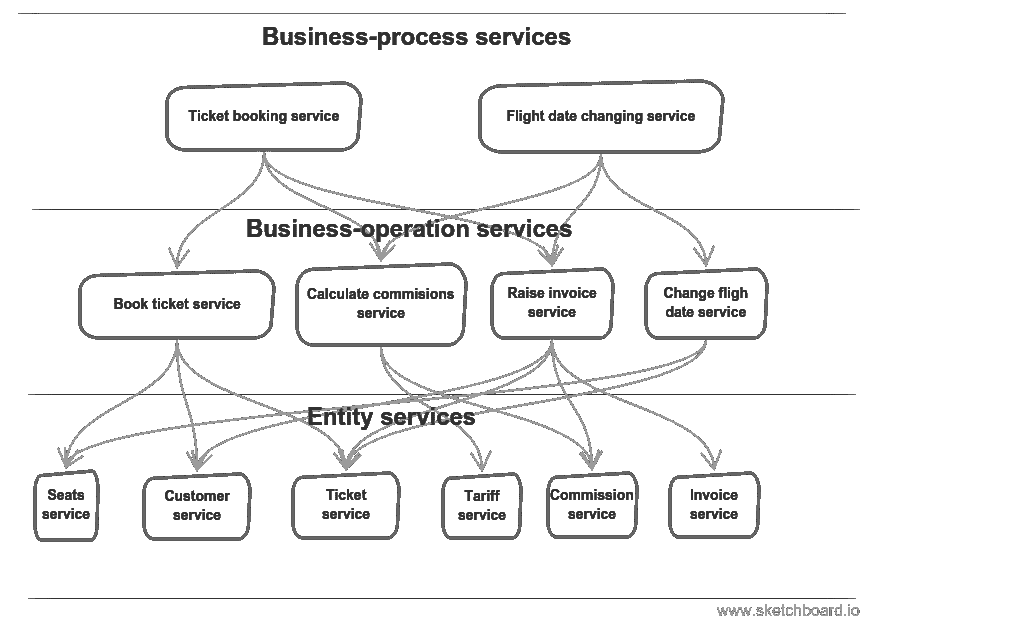 Business-process services
Ticket booking service
Flight date changing service
Business-operation services
Book ticket service
Calculate commisions
service
Raise invoice
service
Change fligh
date service
Entity services
Seats
service
Customer
service
Ticket
service
Tariff
service
Commission
service
Invoice
service
www.sketchboard.io